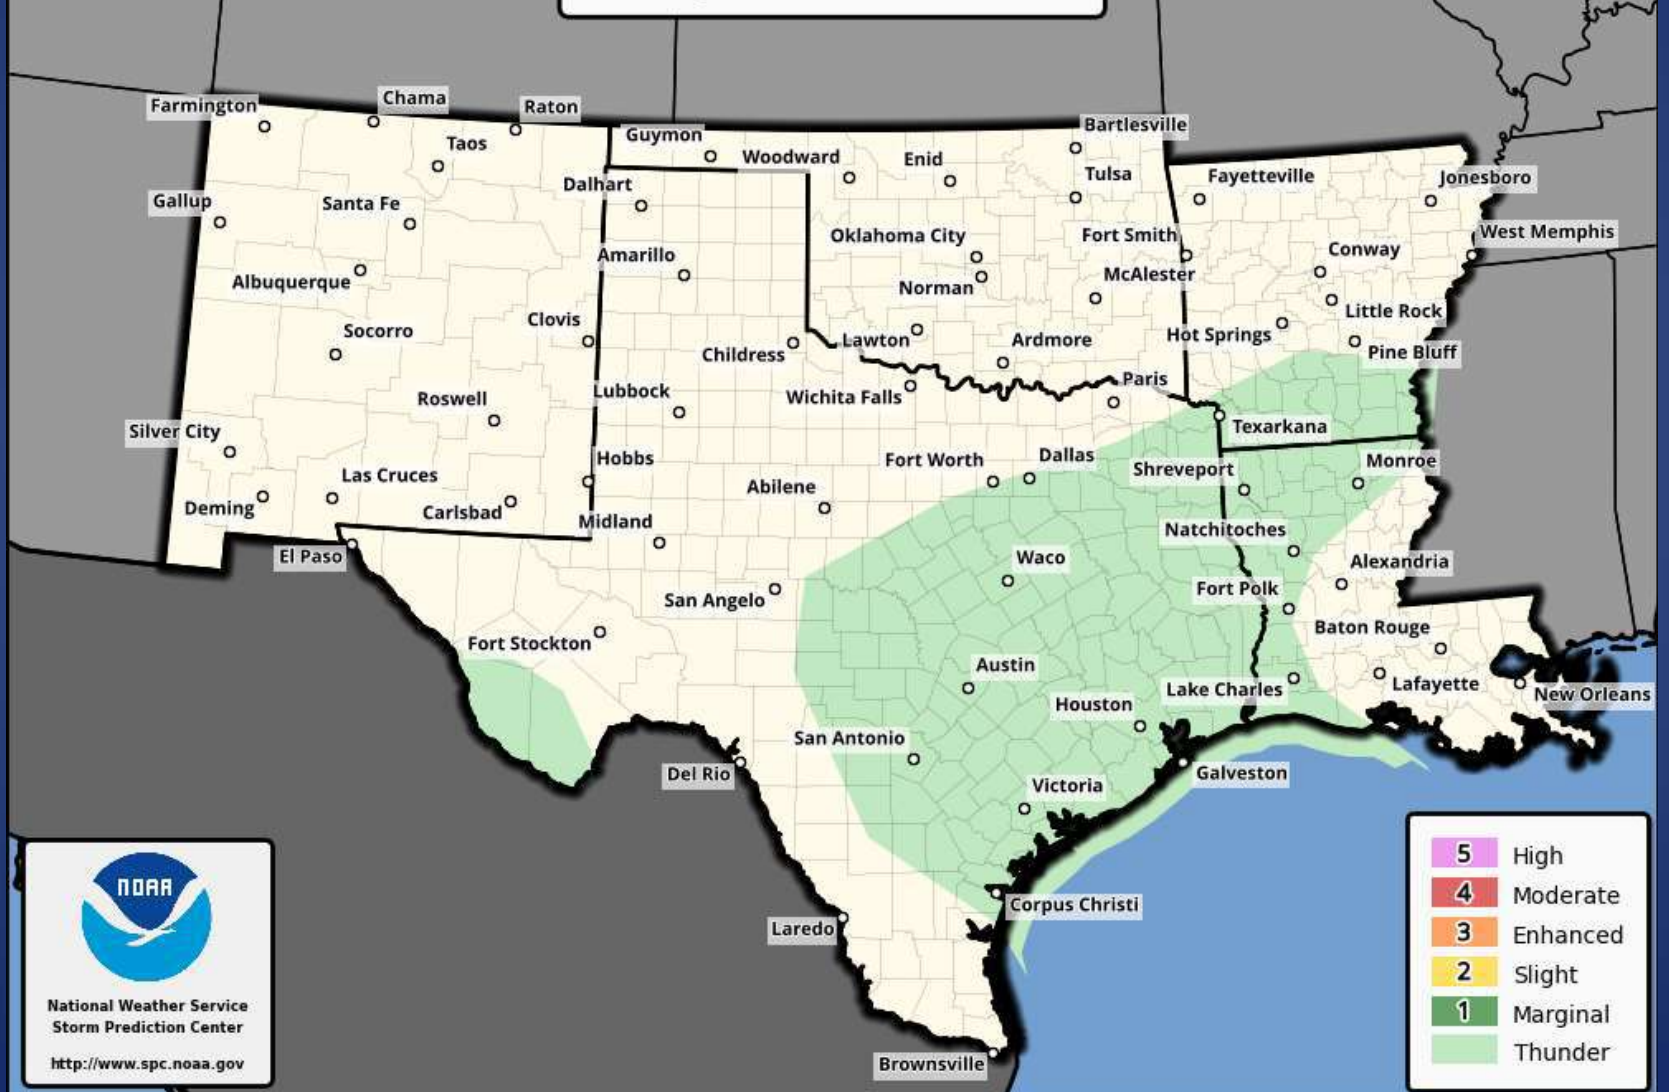 Farmington
Chama
Raton
Taos
Guymon
Woodward
Enid
Bartlesville
Tulsa
Fayetteville
Jonesboro
Gallup
Santa Fe
Dalhart
Oklahoma City
Fort Smith
West Memphis
Albuquerque
Amarillo
Norman
McAlester
Conway
Socorro
Clovis
Childress
Lawton
Ardmore
Hot Springs
Little Rock
Pine Bluff
Roswell
Lubbock
Wichita Falls
Paris
Silver City
Texarkana
Las Cruces
Hobbs
Fort Worth
Dallas
Shreveport
Monroe
Deming
Carlsbad
Abilene
Midland
Natchitoches
El Paso
Waco
Alexandria
San Angelo
Fort Polk
Fort Stockton
Baton Rouge
Austin
Lake Charles
Lafayette
New Orleans
Houston
San Antonio
Del Rio
Galveston
Victoria
Corpus Christi
Laredo
Brownsville
NOAA
National Weather Service
Storm Prediction Center
http://www.spc.noaa.gov
5 High
4 Moderate
3 Enhanced
2 Slight
1 Marginal
Thunder